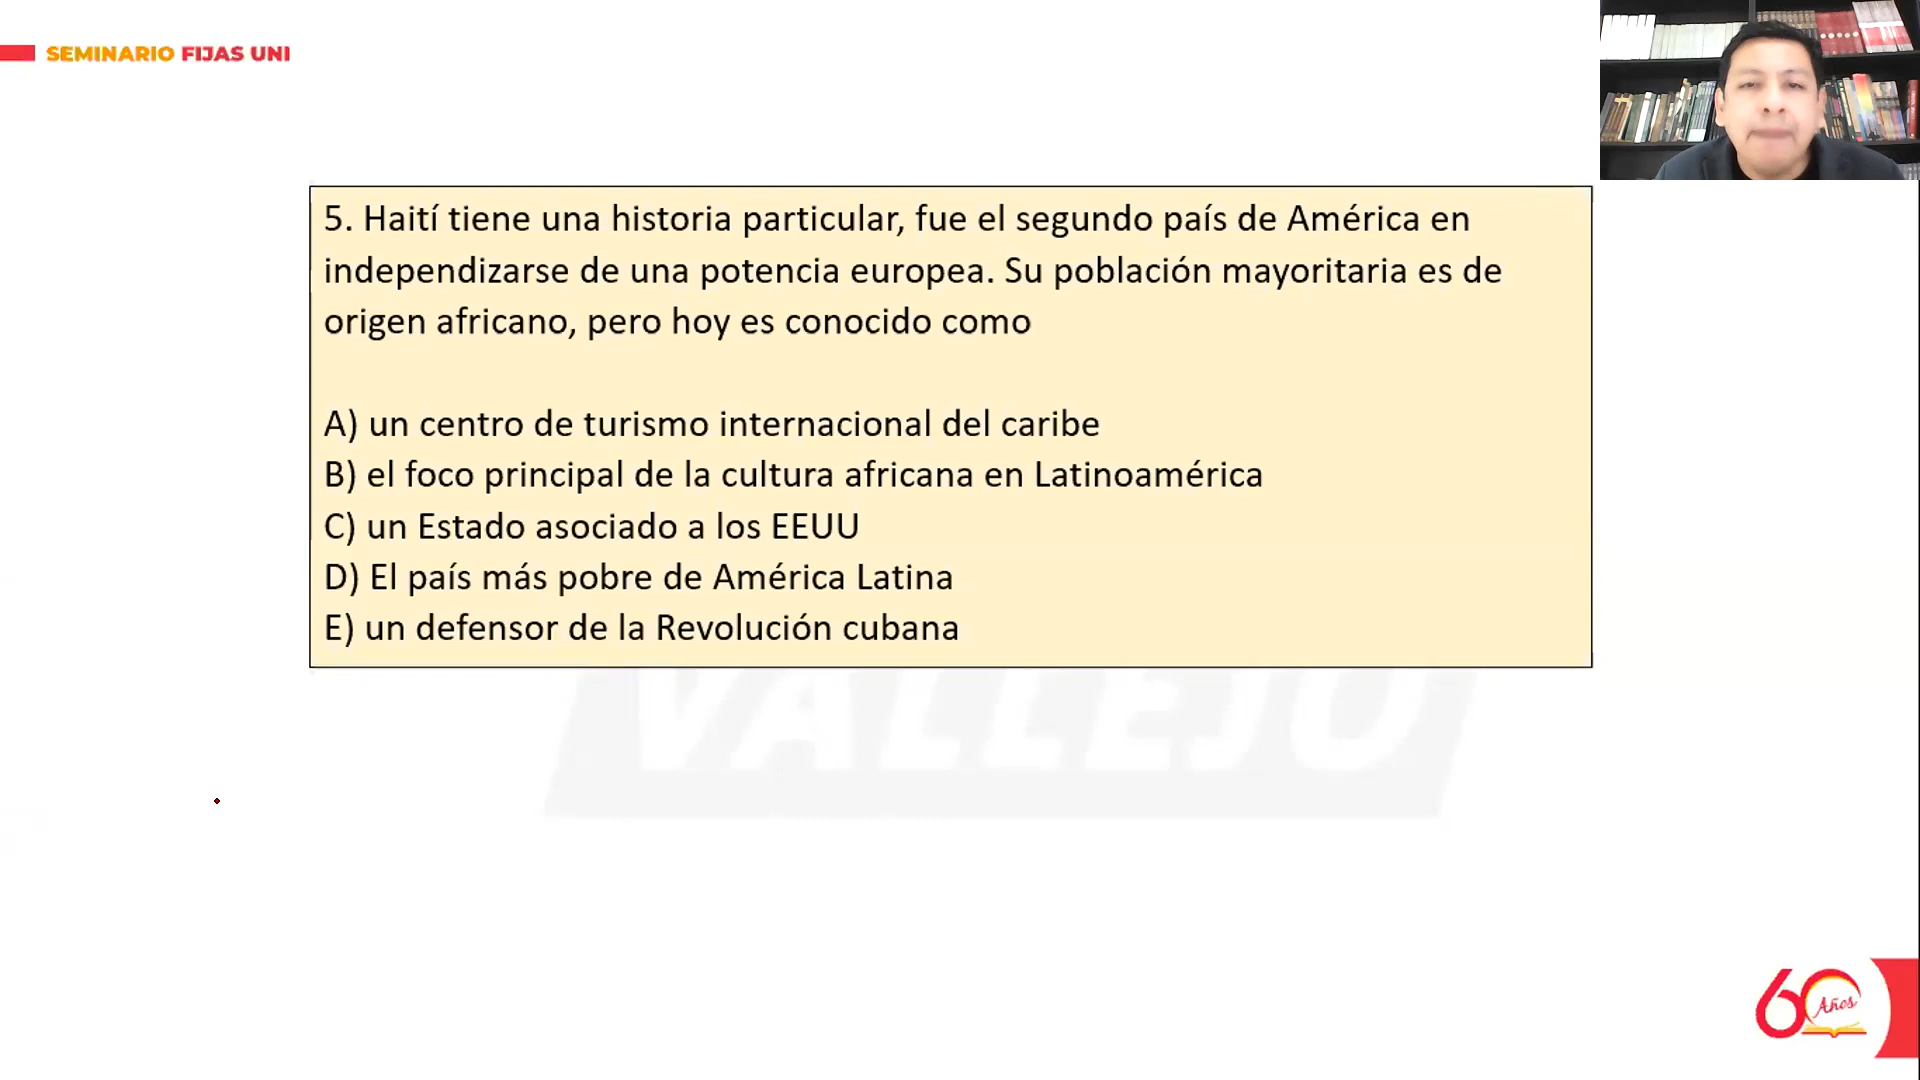 SEMINARIO FIJAS UNI
5. Haití tiene una historia particular, fue el segundo país de América en
independizarse de una potencia europea. Su población mayoritaria es de
origen africano, pero hoy es conocido como
A) un centro de turismo internacional del caribe
B) el foco principal de la cultura africana en Latinoamérica
C) un Estado asociado a los EEUU
D) El país más pobre de América Latina
E) un defensor de la Revolución cubana
VALLEJO
60 Años